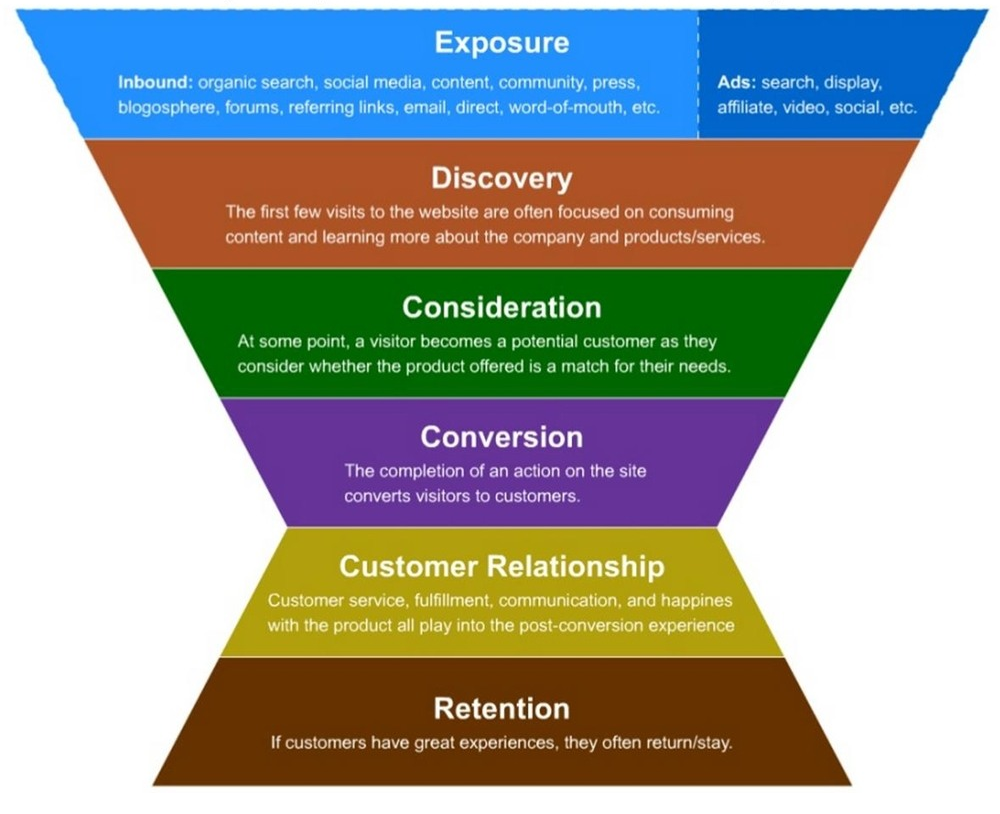 Exposure
Inbound: organic search, social media, content, community, press,
blogosphere, forums, referring links, email, direct, word-of-mouth, etc.
Ads: search, display,
affiliate, video, social, etc.
Discovery
The first few visits to the website are often focused on consuming
content and learning more about the company and products/services.
Consideration
At some point, a visitor becomes a potential customer as they
consider whether the product offered is a match for their needs.
Conversion
The completion of an action on the site
converts visitors to customers.
Customer Relationship
Customer service, fulfillment, communication, and happines
with the product all play into the post-conversion experience
Retention
If customers have great experiences, they often return/stay.